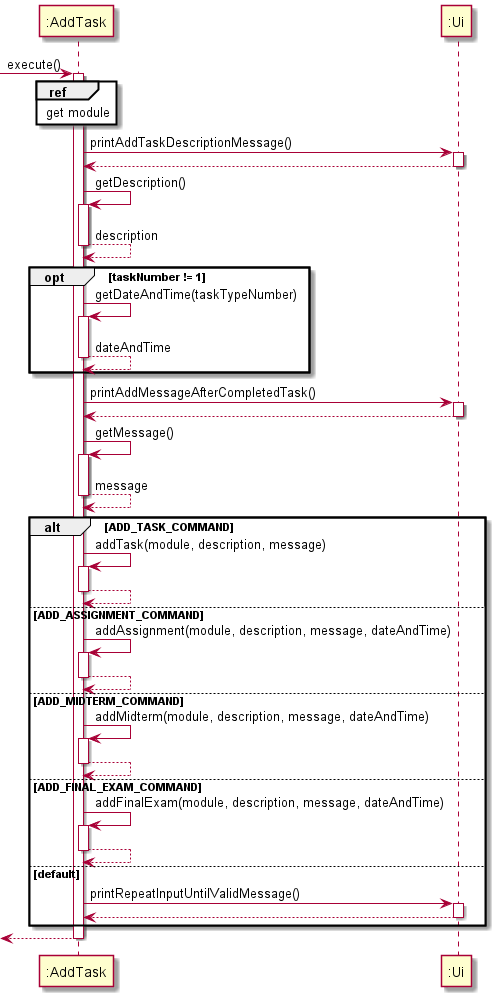 :AddTask :Ui
execute()
ref
get module
printAddTaskDescriptionMessage()
getDescription()
description
opt [taskNumber != 1]
getDateAndTime(taskTypeNumber)
dateAndTime
printAddMessageAfterCompletedTask()
getMessage()
message
alt [ADD_TASK_COMMAND]
addTask(module, description, message)
[ADD_ASSIGNMENT_COMMAND]
addAssignment(module, description, message, dateAndTime)
[ADD_MIDTERM_COMMAND]
addMidterm(module, description, message, dateAndTime)
[ADD_FINAL_EXAM_COMMAND]
addFinalExam(module, description, message, dateAndTime)
[default]
printRepeatInputUntilValidMessage()
:AddTask :Ui